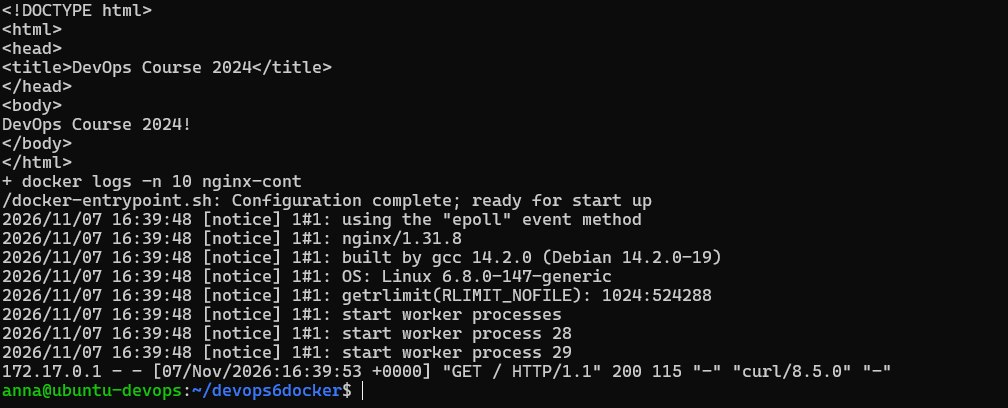 <!DOCTYPE html>
<html>
<head>
<title>DevOps Course 2024</title>
</head>
<body>
DevOps Course 2024!
</body>
</html>
+ docker logs -n 10 nginx-cont
/docker-entrypoint.sh: Configuration complete; ready for start up
2026/11/07 16:39:48 [notice] 1#1: using the "epoll" event method
2026/11/07 16:39:48 [notice] 1#1: nginx/1.31.8
2026/11/07 16:39:48 [notice] 1#1: built by gcc 14.2.0 (Debian 14.2.0-19)
2026/11/07 16:39:48 [notice] 1#1: OS: Linux 6.8.0-147-generic
2026/11/07 16:39:48 [notice] 1#1: getrlimit(RLIMIT_NOFILE): 1024:524288
2026/11/07 16:39:48 [notice] 1#1: start worker processes
2026/11/07 16:39:48 [notice] 1#1: start worker process 28
2026/11/07 16:39:48 [notice] 1#1: start worker process 29
172.17.0.1 - - [07/Nov/2026:16:39:53 +0000] "GET / HTTP/1.1" 200 115 "-" "curl/8.5.0" "-"
anna@ubuntu-devops:~/devops6docker$